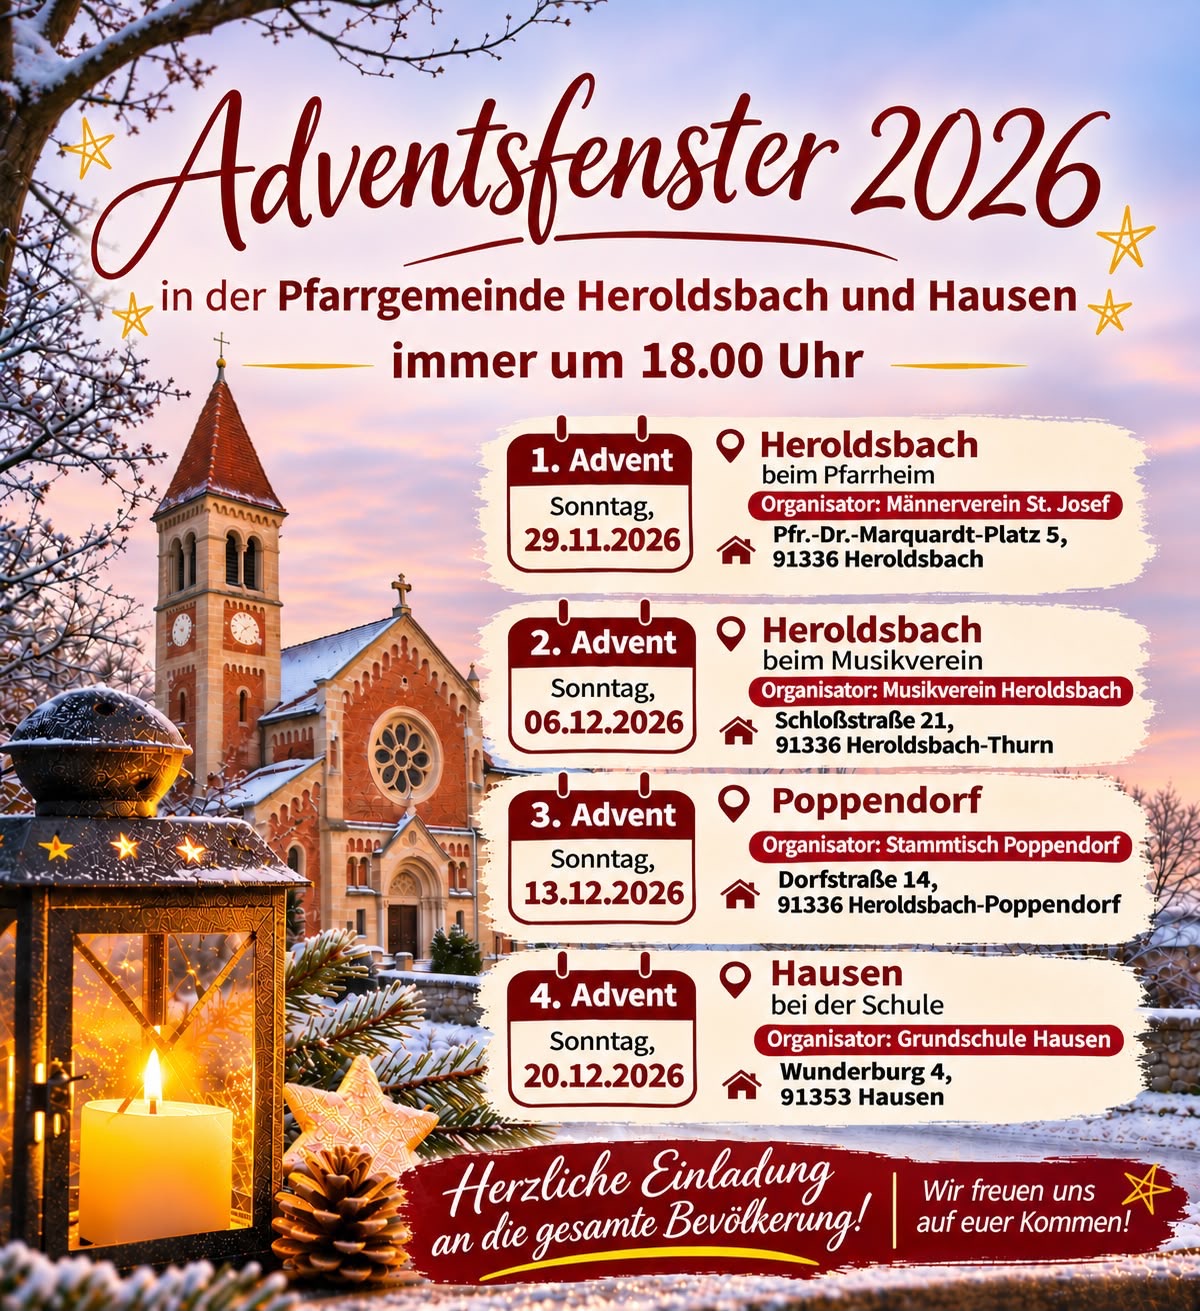 Adventsfenster 2026
in der Pfarrgemeinde Heroldsbach und Hausen
immer um 18.00 Uhr
1. Advent
Sonntag,
29.11.2026
Heroldsbach
beim Pfarrheim
Organisator: Männerverein St. Josef
Pfr.-Dr.-Marquardt-Platz 5,
91336 Heroldsbach
2. Advent
Sonntag,
06.12.2026
Heroldsbach
beim Musikverein
Organisator: Musikverein Heroldsbach
Schloßstraße 21,
91336 Heroldsbach-Thurn
3. Advent
Sonntag,
13.12.2026
Poppendorf
Organisator: Stammtisch Poppendorf
Dorfstraße 14,
91336 Heroldsbach-Poppendorf
4. Advent
Sonntag,
20.12.2026
Hausen
bei der Schule
Organisator: Grundschule Hausen
Wunderburg 4,
91353 Hausen
Herzliche Einladung
an die gesamte Bevölkerung!
Wir freuen uns
auf euer Kommen!